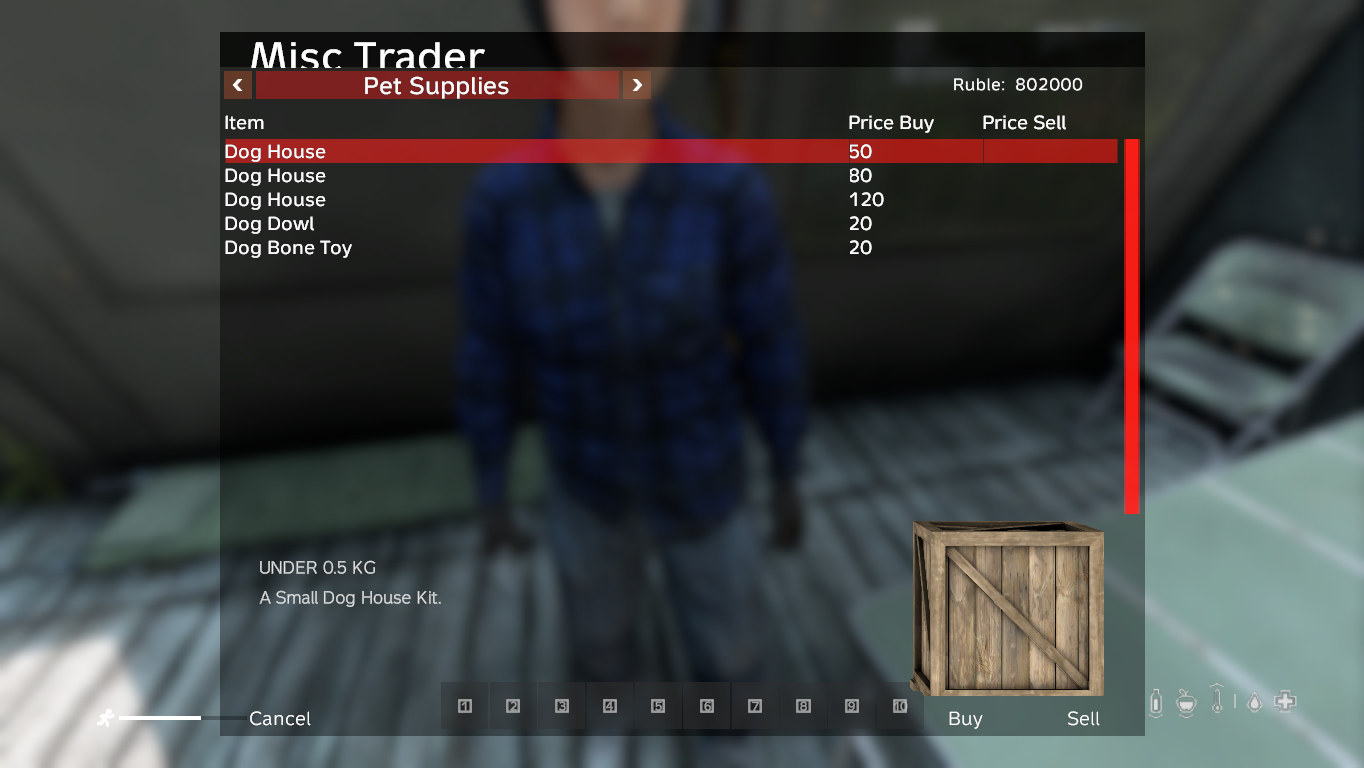 Misc Trader
< Pet Supplies > Ruble: 802000
Item Price Buy Price Sell
Dog House 50
Dog House 80
Dog House 120
Dog Dowl 20
Dog Bone Toy 20
UNDER 0.5 KG
A Small Dog House Kit.
1 2 3 4 5 6 7 8 9 10
Cancel Buy Sell